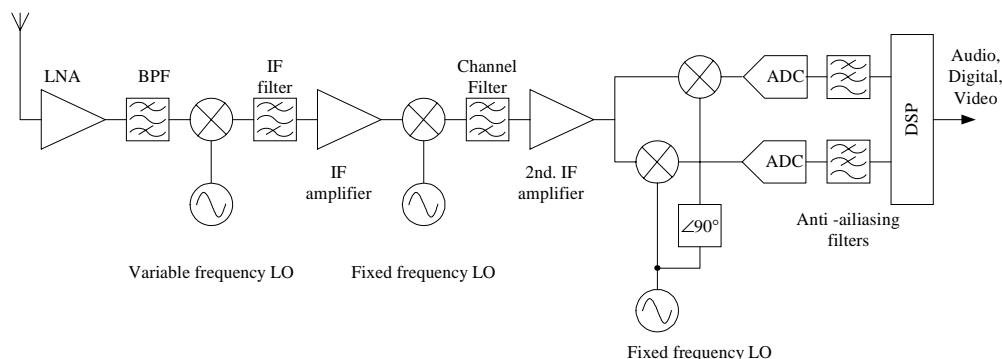 LNA
BPF
IF
filter
IF
amplifier
Channel
Filter
2nd. IF
amplifier
ADC
ADC
∠90°
DSP
Audio,
Digital,
Video
Anti -ailiasing
filters
Variable frequency LO
Fixed frequency LO
Fixed frequency LO